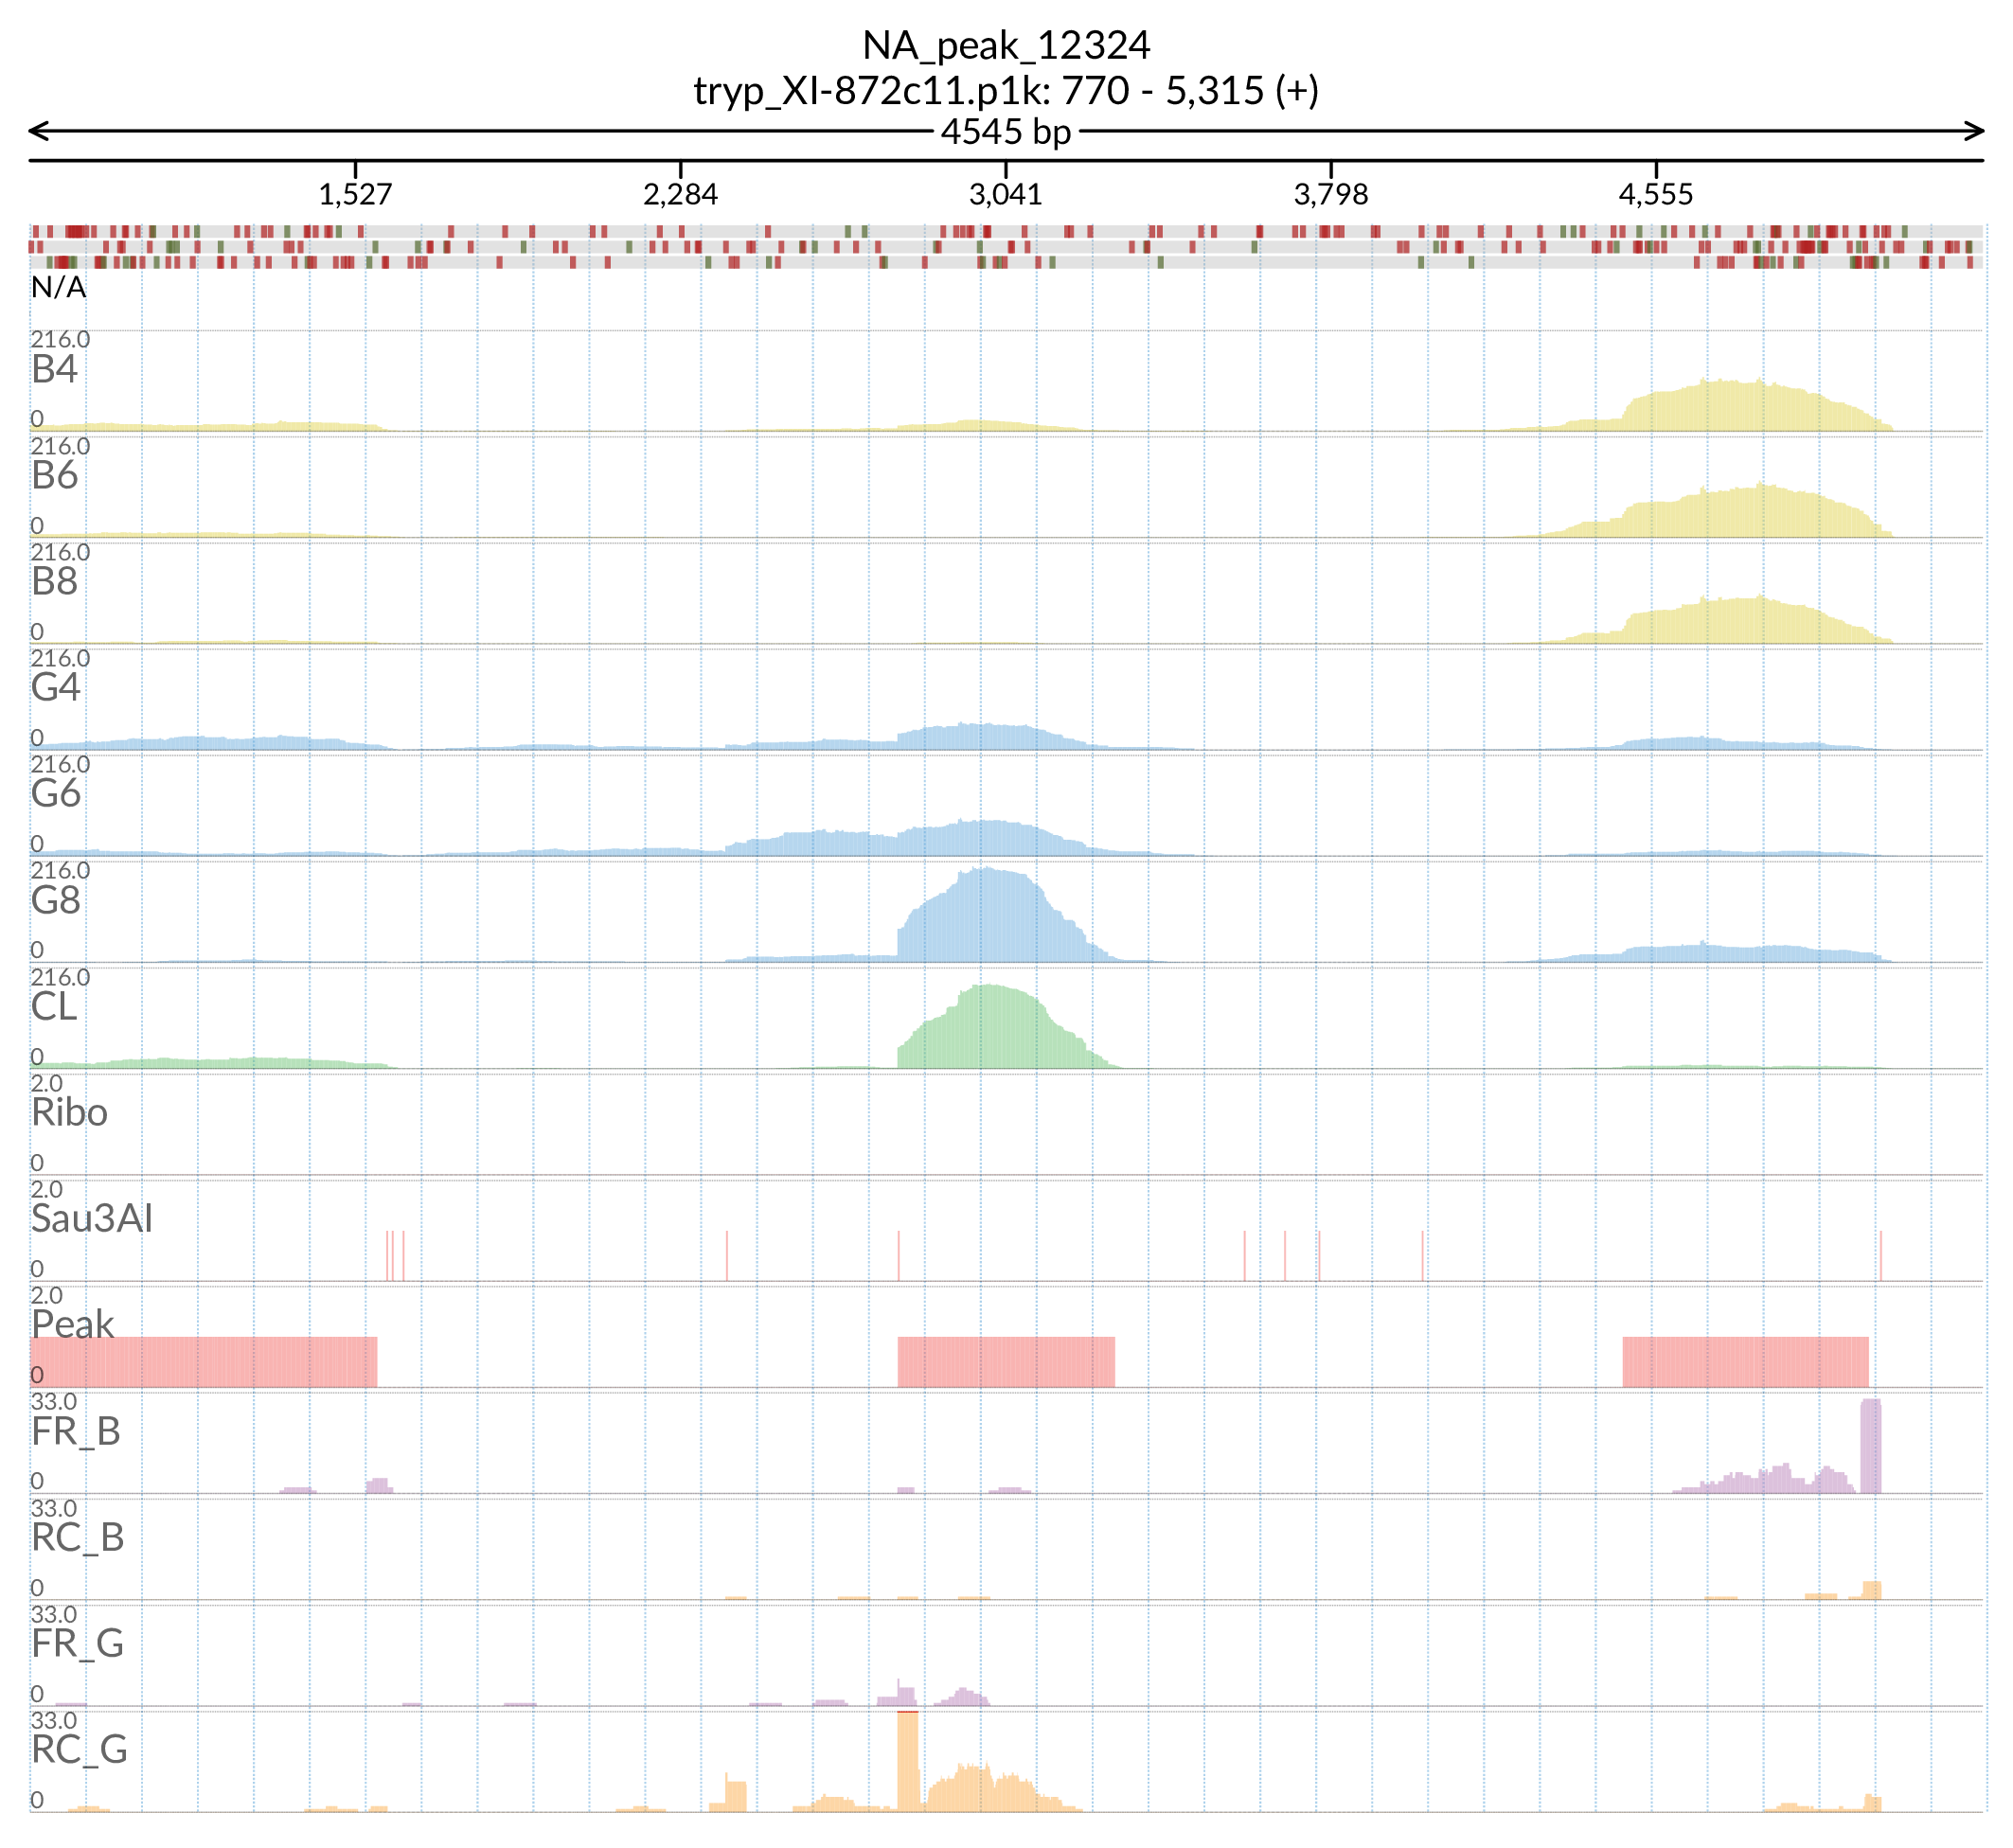 NA_peak_12324
tryp_XI-872c11.p1k: 770 - 5,315 (+)
4545 bp
1,527 2,284 3,041 3,798 4,555
N/A
216.0
B4
0
216.0
B6
0
216.0
B8
0
216.0
G4
0
216.0
G6
0
216.0
G8
0
216.0
CL
0
2.0
Ribo
0
2.0
Sau3AI
0
2.0
Peak
0
33.0
FR_B
0
33.0
RC_B
0
33.0
FR_G
0
33.0
RC_G
0